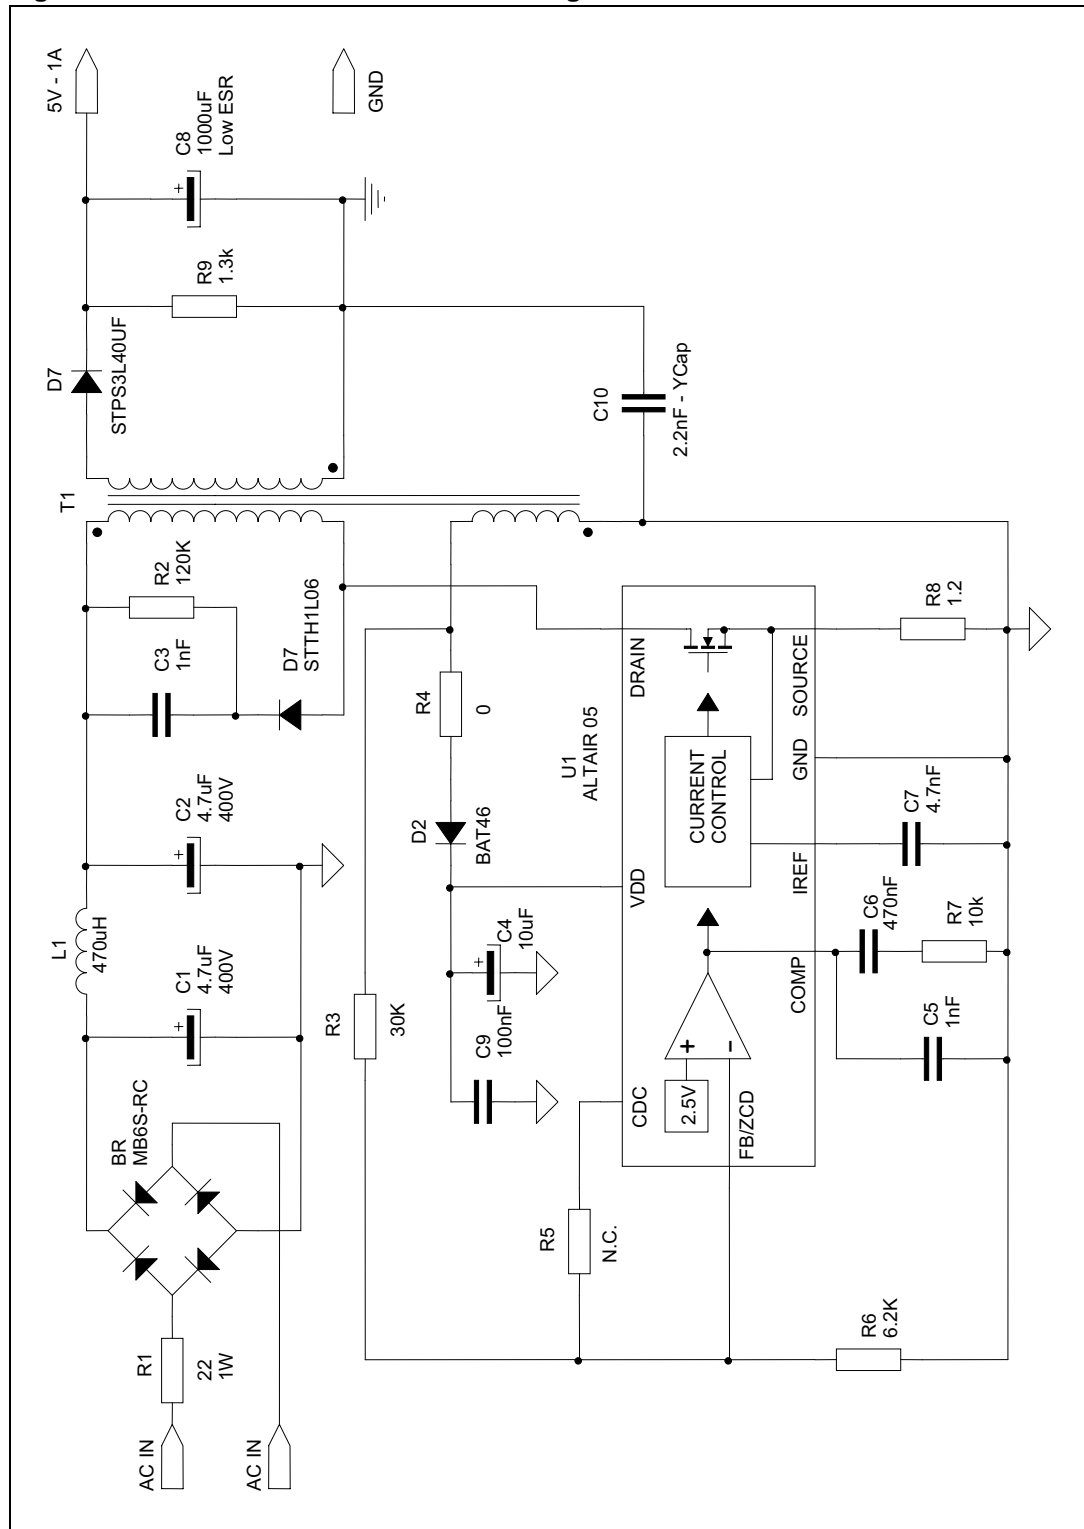 AC IN
AC IN
R1
22
1W
BR
MB6S-RC
C1
4.7uF
400V
+
L1
470uH
C2
4.7uF
400V
+
C3
1nF
R2
120K
D7
STTH1L06
T1
D7
STPS3L40UF
R9
1.3k
C8
1000uF
Low ESR
+
5V - 1A
GND
C10
2.2nF - YCap
R3
30K
R4
0
D2
BAT46
C9
100nF
C4
10uF
+
U1
ALTAIR 05
R5
N.C.
CDC
VDD
DRAIN
2.5V
+
-
CURRENT
CONTROL
FB/ZCD
COMP
IREF
GND
SOURCE
R6
6.2K
C5
1nF
C6
470nF
R7
10k
C7
4.7nF
R8
1.2